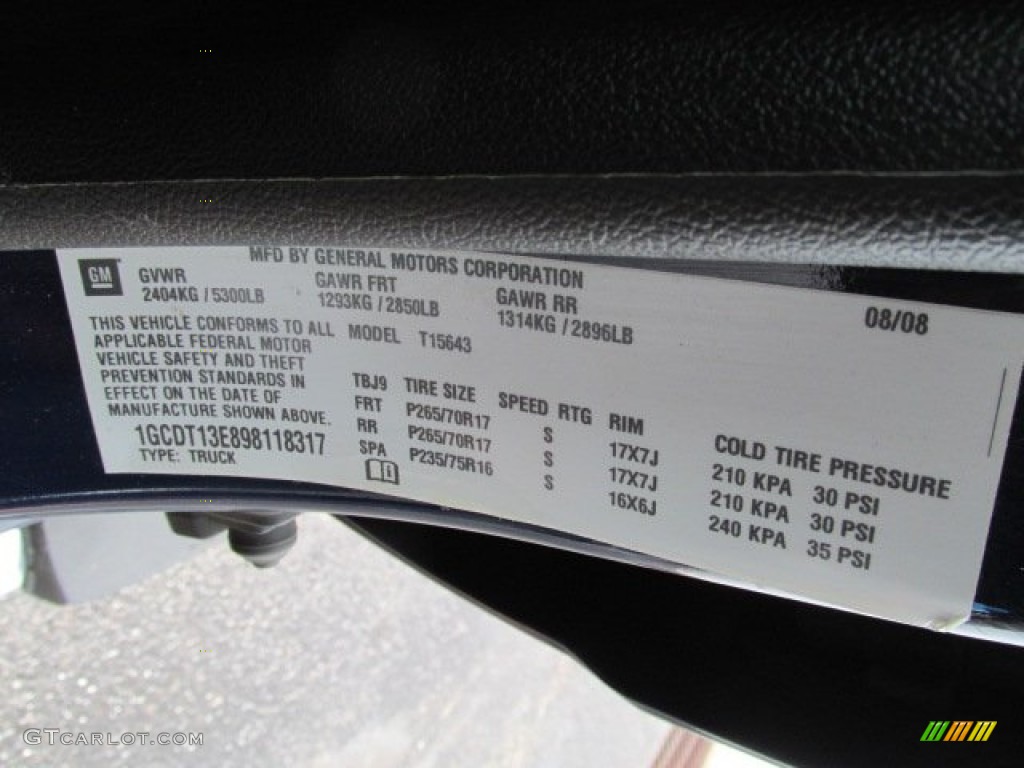 MFD BY GENERAL MOTORS CORPORATION
GM
GVWR GAWR FRT GAWR RR 08/08
2404KG / 5300LB 1293KG / 2850LB 1314KG / 2896LB
THIS VEHICLE CONFORMS TO ALL MODEL T15643
APPLICABLE FEDERAL MOTOR
VEHICLE SAFETY AND THEFT
PREVENTION STANDARDS IN
EFFECT ON THE DATE OF
MANUFACTURE SHOWN ABOVE.
1GCDT13E898118317
TYPE: TRUCK
TBJ9 TIRE SIZE SPEED RTG RIM COLD TIRE PRESSURE
FRT P265/70R17 S 17X7J 210 KPA 30 PSI
RR P265/70R17 S 17X7J 210 KPA 30 PSI
SPA P235/75R16 S 16X6J 240 KPA 35 PSI
GTCarLot.com